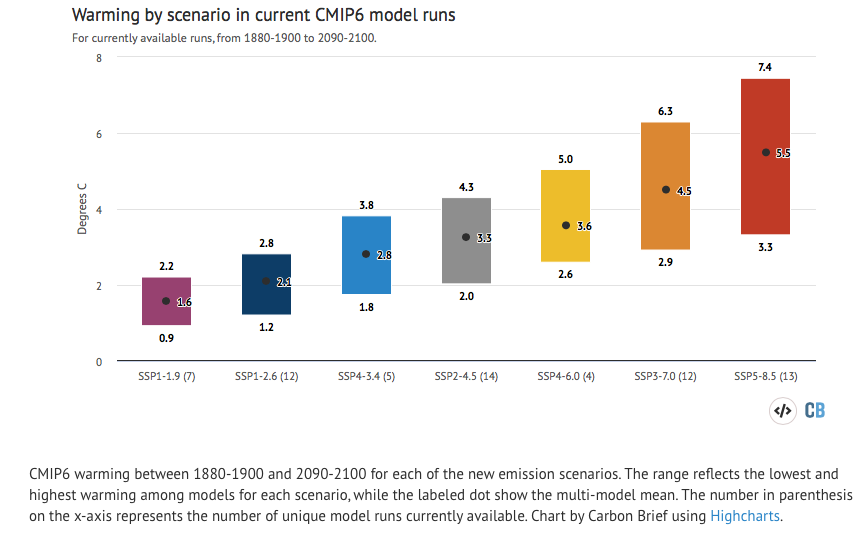 Warming by scenario in current CMIP6 model runs
For currently available runs, from 1880-1900 to 2090-2100.
8
6
4
2
0
Degrees C
2.2
1.6
0.9
2.8
2.1
1.2
3.8
2.8
1.8
4.3
3.3
2.0
5.0
3.6
2.6
6.3
4.5
2.9
7.4
5.5
3.3
SSP1-1.9 (7)
SSP1-2.6 (12)
SSP4-3.4 (5)
SSP2-4.5 (14)
SSP4-6.0 (4)
SSP3-7.0 (12)
SSP5-8.5 (13)
</>
CB
CMIP6 warming between 1880-1900 and 2090-2100 for each of the new emission scenarios. The range reflects the lowest and
highest warming among models for each scenario, while the labeled dot show the multi-model mean. The number in parenthesis
on the x-axis represents the number of unique model runs currently available. Chart by Carbon Brief using Highcharts.